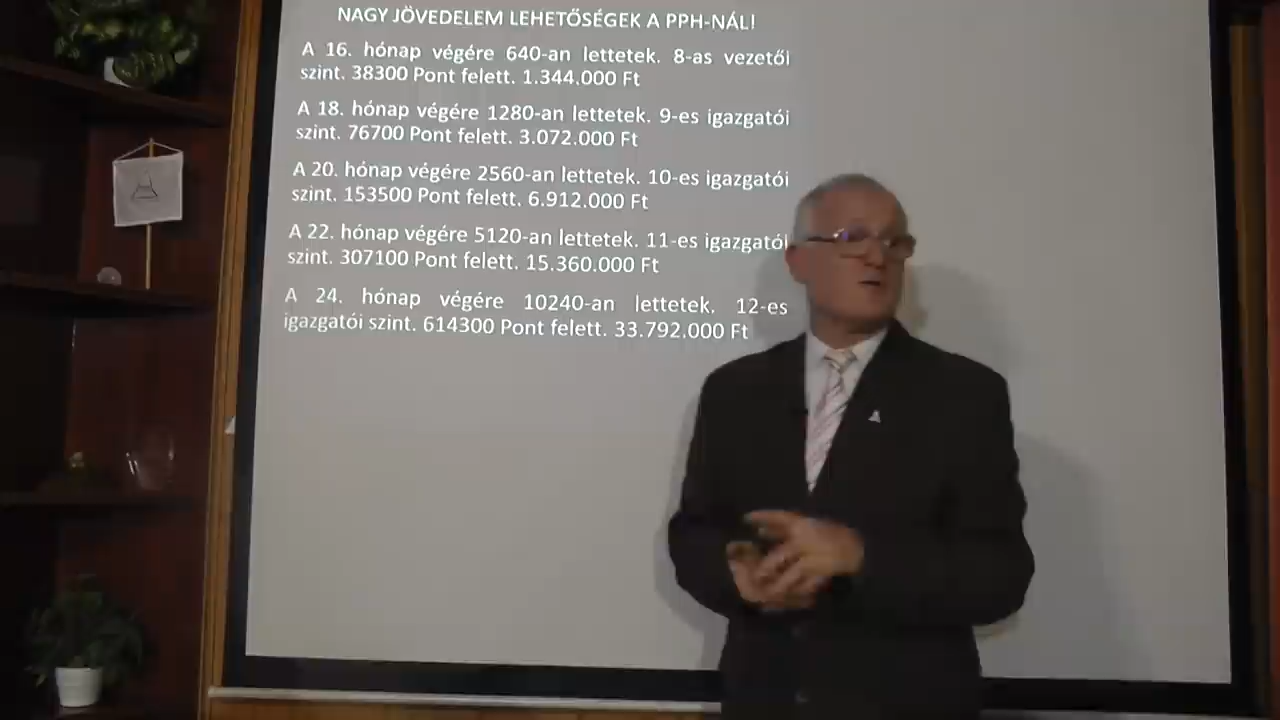 NAGY JÖVEDELEM LEHETŐSÉGEK A PPH-NÁL!
A 16. hónap végére 640-an lettetek. 8-as vezetői
szint. 38300 Pont felett. 1.344.000 Ft
A 18. hónap végére 1280-an lettetek. 9-es igazgatói
szint. 76700 Pont felett. 3.072.000 Ft
A 20. hónap végére 2560-an lettetek. 10-es igazgatói
szint. 153500 Pont felett. 6.912.000 Ft
A 22. hónap végére 5120-an lettetek. 11-es igazgatói
szint. 307100 Pont felett. 15.360.000 Ft
A 24. hónap végére 10240-an lettetek. 12-es
igazgatói szint. 614300 Pont felett. 33.792.000 Ft